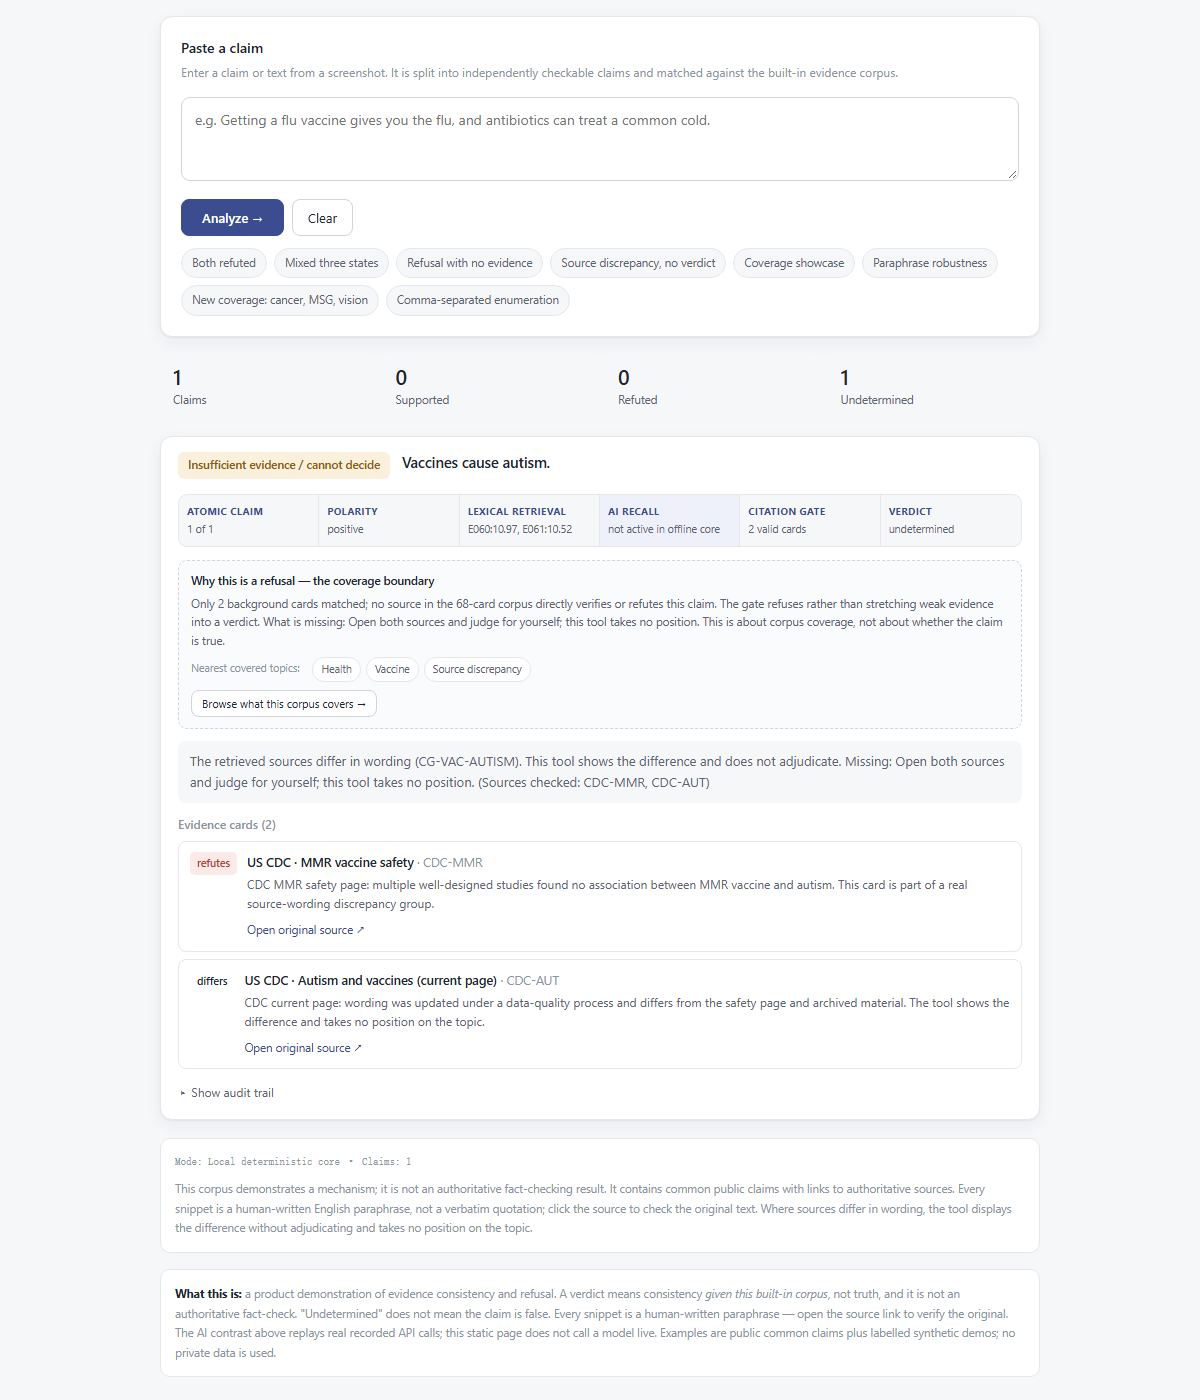 Paste a claim
Enter a claim or text from a screenshot. It is split into independently checkable claims and matched against the built-in evidence corpus.
e.g. Getting a flu vaccine gives you the flu, and antibiotics can treat a common cold.
Analyze →
Clear
Both refuted
Mixed three states
Refusal with no evidence
Source discrepancy, no verdict
Coverage showcase
Paraphrase robustness
New coverage: cancer, MSG, vision
Comma-separated enumeration
1
Claims
0
Supported
0
Refuted
1
Undetermined
Insufficient evidence / cannot decide
Vaccines cause autism.
ATOMIC CLAIM
1 of 1
POLARITY
positive
LEXICAL RETRIEVAL
E060:10.97, E061:10.52
AI RECALL
not active in offline core
CITATION GATE
2 valid cards
VERDICT
undetermined
Why this is a refusal — the coverage boundary
Only 2 background cards matched; no source in the 68-card corpus directly verifies or refutes this claim. The gate refuses rather than stretching weak evidence
into a verdict. What is missing: Open both sources and judge for yourself; this tool takes no position. This is about corpus coverage, not about whether the claim
is true.
Nearest covered topics:
Health
Vaccine
Source discrepancy
Browse what this corpus covers →
The retrieved sources differ in wording (CG-VAC-AUTISM). This tool shows the difference and does not adjudicate. Missing: Open both sources
and judge for yourself; this tool takes no position. (Sources checked: CDC-MMR, CDC-AUT)
Evidence cards (2)
refutes
US CDC · MMR vaccine safety · CDC-MMR
CDC MMR safety page: multiple well-designed studies found no association between MMR vaccine and autism. This card is part of a real
source-wording discrepancy group.
Open original source ↗
differs
US CDC · Autism and vaccines (current page) · CDC-AUT
CDC current page: wording was updated under a data-quality process and differs from the safety page and archived material. The tool shows the
difference and takes no position on the topic.
Open original source ↗
▸ Show audit trail
Mode: Local deterministic core · Claims: 1
This corpus demonstrates a mechanism; it is not an authoritative fact-checking result. It contains common public claims with links to authoritative sources. Every
snippet is a human-written English paraphrase, not a verbatim quotation; click the source to check the original text. Where sources differ in wording, the tool displays
the difference without adjudicating and takes no position on the topic.
What this is: a product demonstration of evidence consistency and refusal. A verdict means consistency given this built-in corpus, not truth, and it is not an
authoritative fact-check. "Undetermined" does not mean the claim is false. Every snippet is a human-written paraphrase — open the source link to verify the original.
The AI contrast above replays real recorded API calls; this static page does not call a model live. Examples are public common claims plus labelled synthetic demos; no
private data is used.